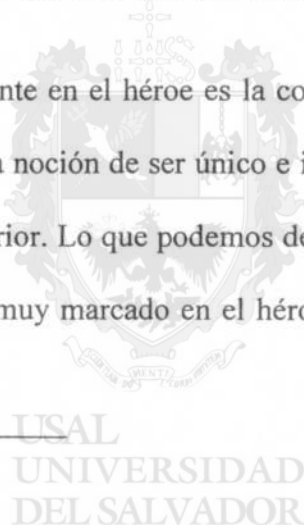 nte en el héroe es la co
noción de ser único e i
rior. Lo que podemos de
muy marcado en el héro
USAL
UNIVERSIDAD
DEL SALVADOR